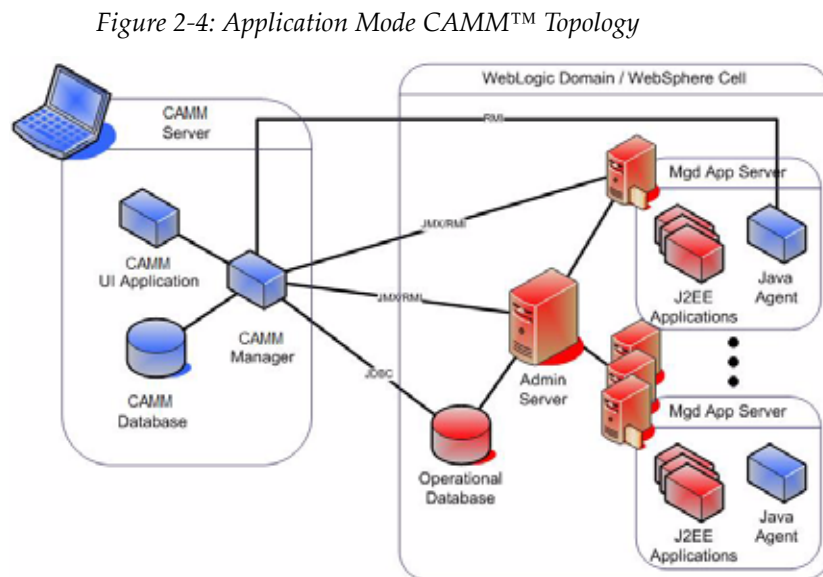 Figure 2-4: Application Mode CAMM™ Topology
WebLogic Domain / WebSphere Cell
CAMM
Server
RMI
Mgd App Server
JMX/RMI
CAMM
UI Application
J2EE
Applications
Java
Agent
JMX/RMI
CAMM
Manager
JDBC
Admin
Server
CAMM
Database
Mgd App Server
Operational
Database
J2EE
Applications
Java
Agent